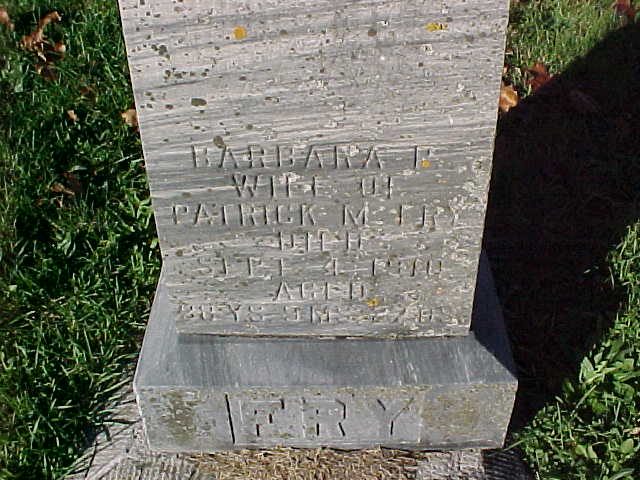 BARBARA
WIFE OF
PATRICK M. FRY
DIED
SEPT. 4,
AGED
FRY